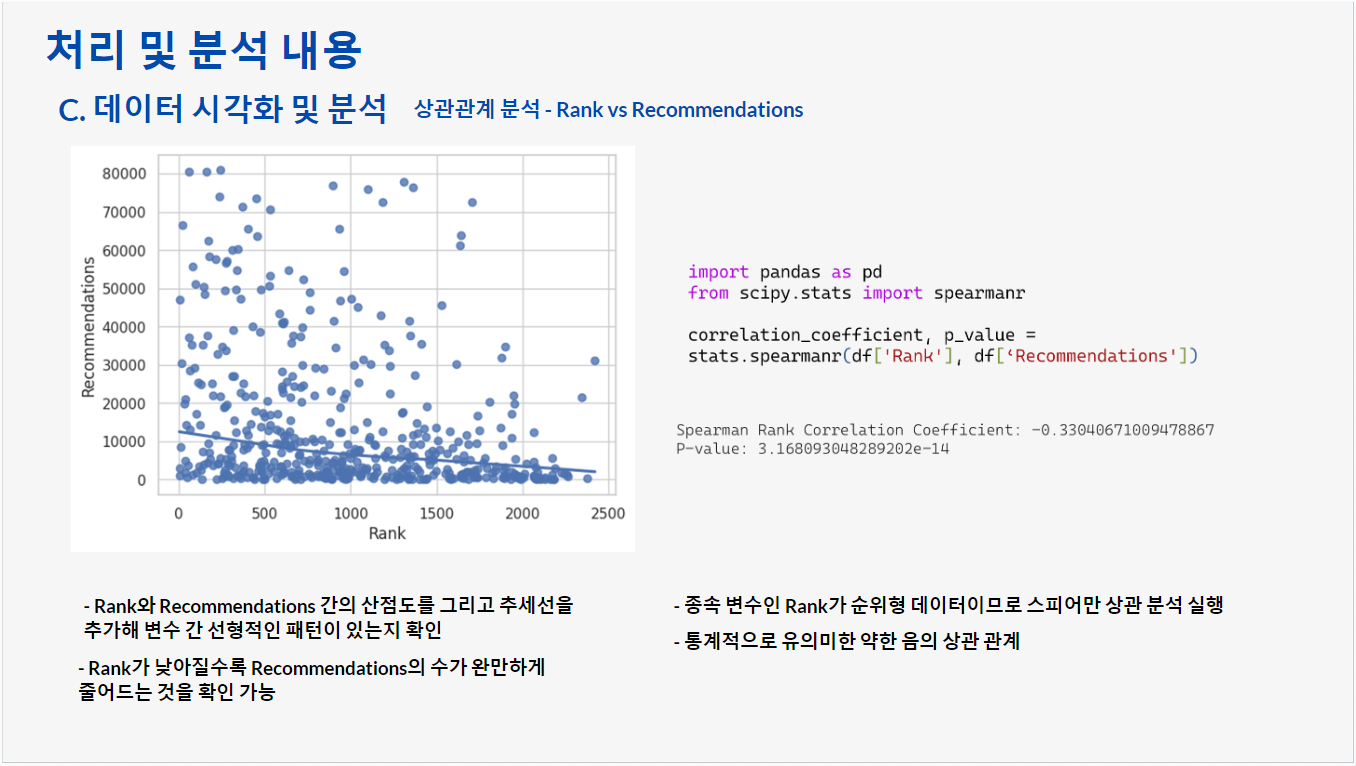 처리 및 분석 내용
C. 데이터 시각화 및 분석
상관관계 분석 - Rank vs Recommendations
80000
70000
60000
50000
40000
30000
20000
10000
0
Recommendations
0 500 1000 1500 2000 2500
Rank
import pandas as pd
from scipy.stats import spearmanr
correlation_coefficient, p_value =
stats.spearmanr(df['Rank'], df[‘Recommendations'])
Spearman Rank Correlation Coefficient: -0.33040671009478867
P-value: 3.168093048289202e-14
- Rank와 Recommendations 간의 산점도를 그리고 추세선을
추가해 변수 간 선형적인 패턴이 있는지 확인
- Rank가 낮아질수록 Recommendations의 수가 완만하게
줄어드는 것을 확인 가능
- 종속 변수인 Rank가 순위형 데이터이므로 스피어만 상관 분석 실행
- 통계적으로 유의미한 약한 음의 상관 관계